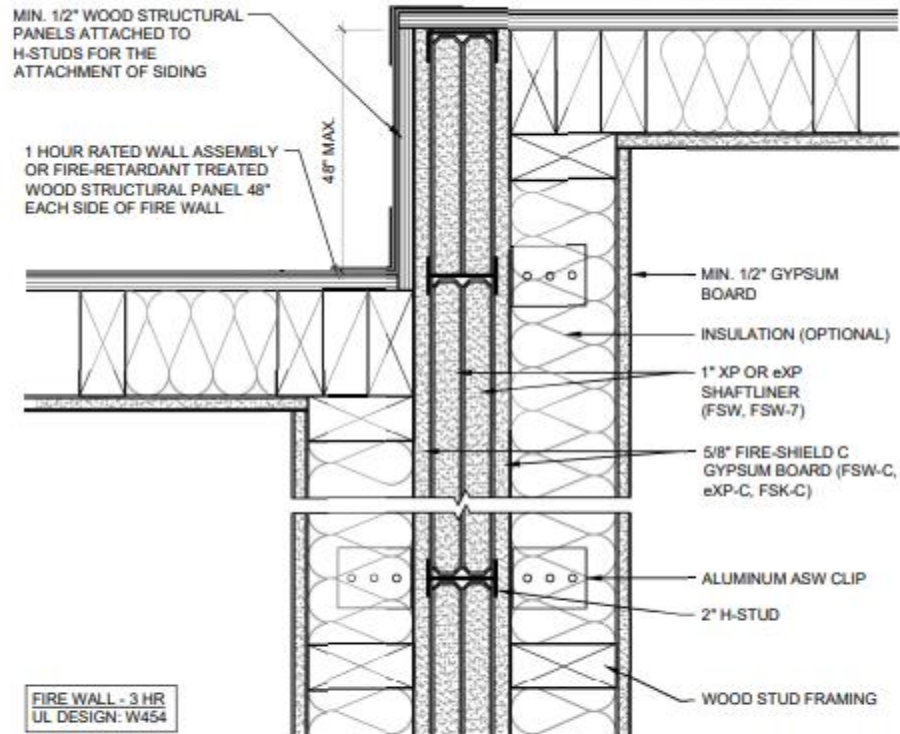 MIN. 1/2" WOOD STRUCTURAL
PANELS ATTACHED TO
H-STUDS FOR THE
ATTACHMENT OF SIDING
1 HOUR RATED WALL ASSEMBLY
OR FIRE-RETARDANT TREATED
WOOD STRUCTURAL PANEL 48"
EACH SIDE OF FIRE WALL
48" MAX.
MIN. 1/2" GYPSUM
BOARD
INSULATION (OPTIONAL)
1" XP OR eXP
SHAFTLINER
(FSW, FSW-7)
5/8" FIRE-SHIELD C
GYPSUM BOARD (FSW-C,
eXP-C, FSK-C)
ALUMINUM ASW CLIP
2" H-STUD
WOOD STUD FRAMING
FIRE WALL - 3 HR
UL DESIGN: W454